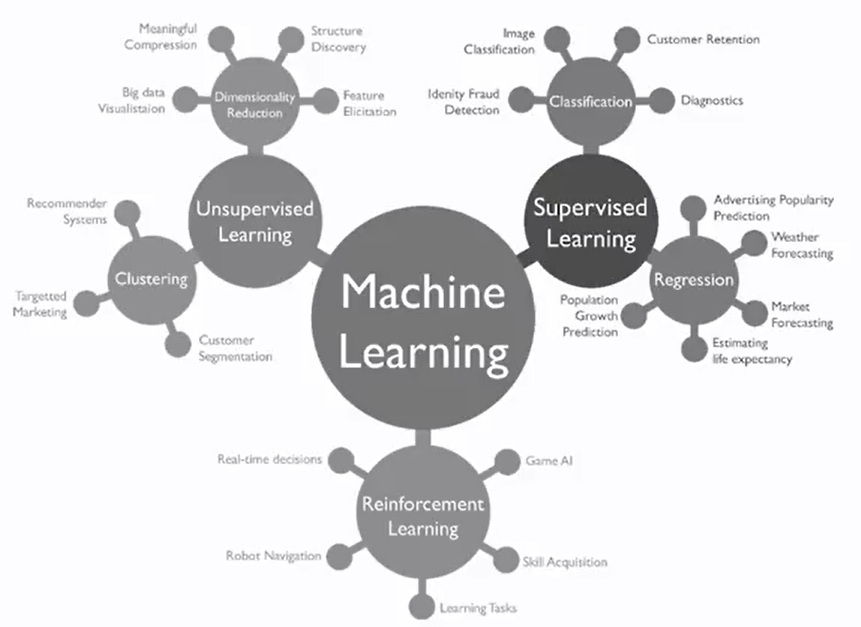 Meaningful
Compression
Structure
Discovery
Big data
Visualistaion
Dimensionality
Reduction
Feature
Elicitation
Image
Classification
Customer Retention
Idenity Fraud
Detection
Classification
Diagnostics
Recommender
Systems
Unsupervised
Learning
Clustering
Targetted
Marketing
Customer
Segmentation
Supervised
Learning
Advertising Popularity
Prediction
Weather
Forecasting
Regression
Population
Growth
Prediction
Market
Forecasting
Estimating
life expectancy
Machine
Learning
Real-time decisions
Game AI
Reinforcement
Learning
Robot Navigation
Skill Acquisition
Learning Tasks